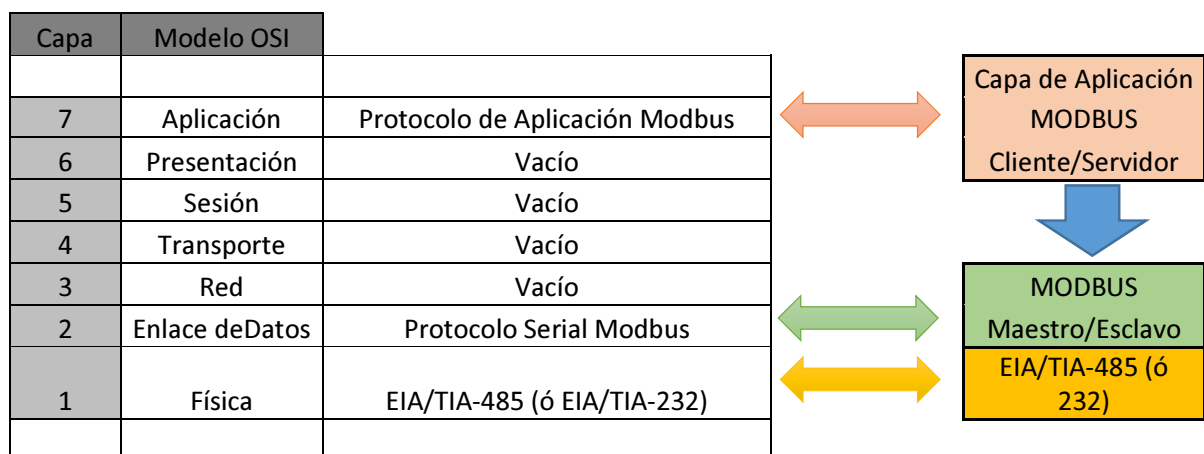 Capa Modelo OSI
Capa de Aplicación
7 Aplicación Protocolo de Aplicación Modbus MODBUS
6 Presentación Vacío Cliente/Servidor
5 Sesión Vacío
4 Transporte Vacío
3 Red Vacío MODBUS
2 Enlace deDatos Protocolo Serial Modbus Maestro/Esclavo
EIA/TIA-485 (ó
1 Física EIA/TIA-485 (ó EIA/TIA-232) 232)